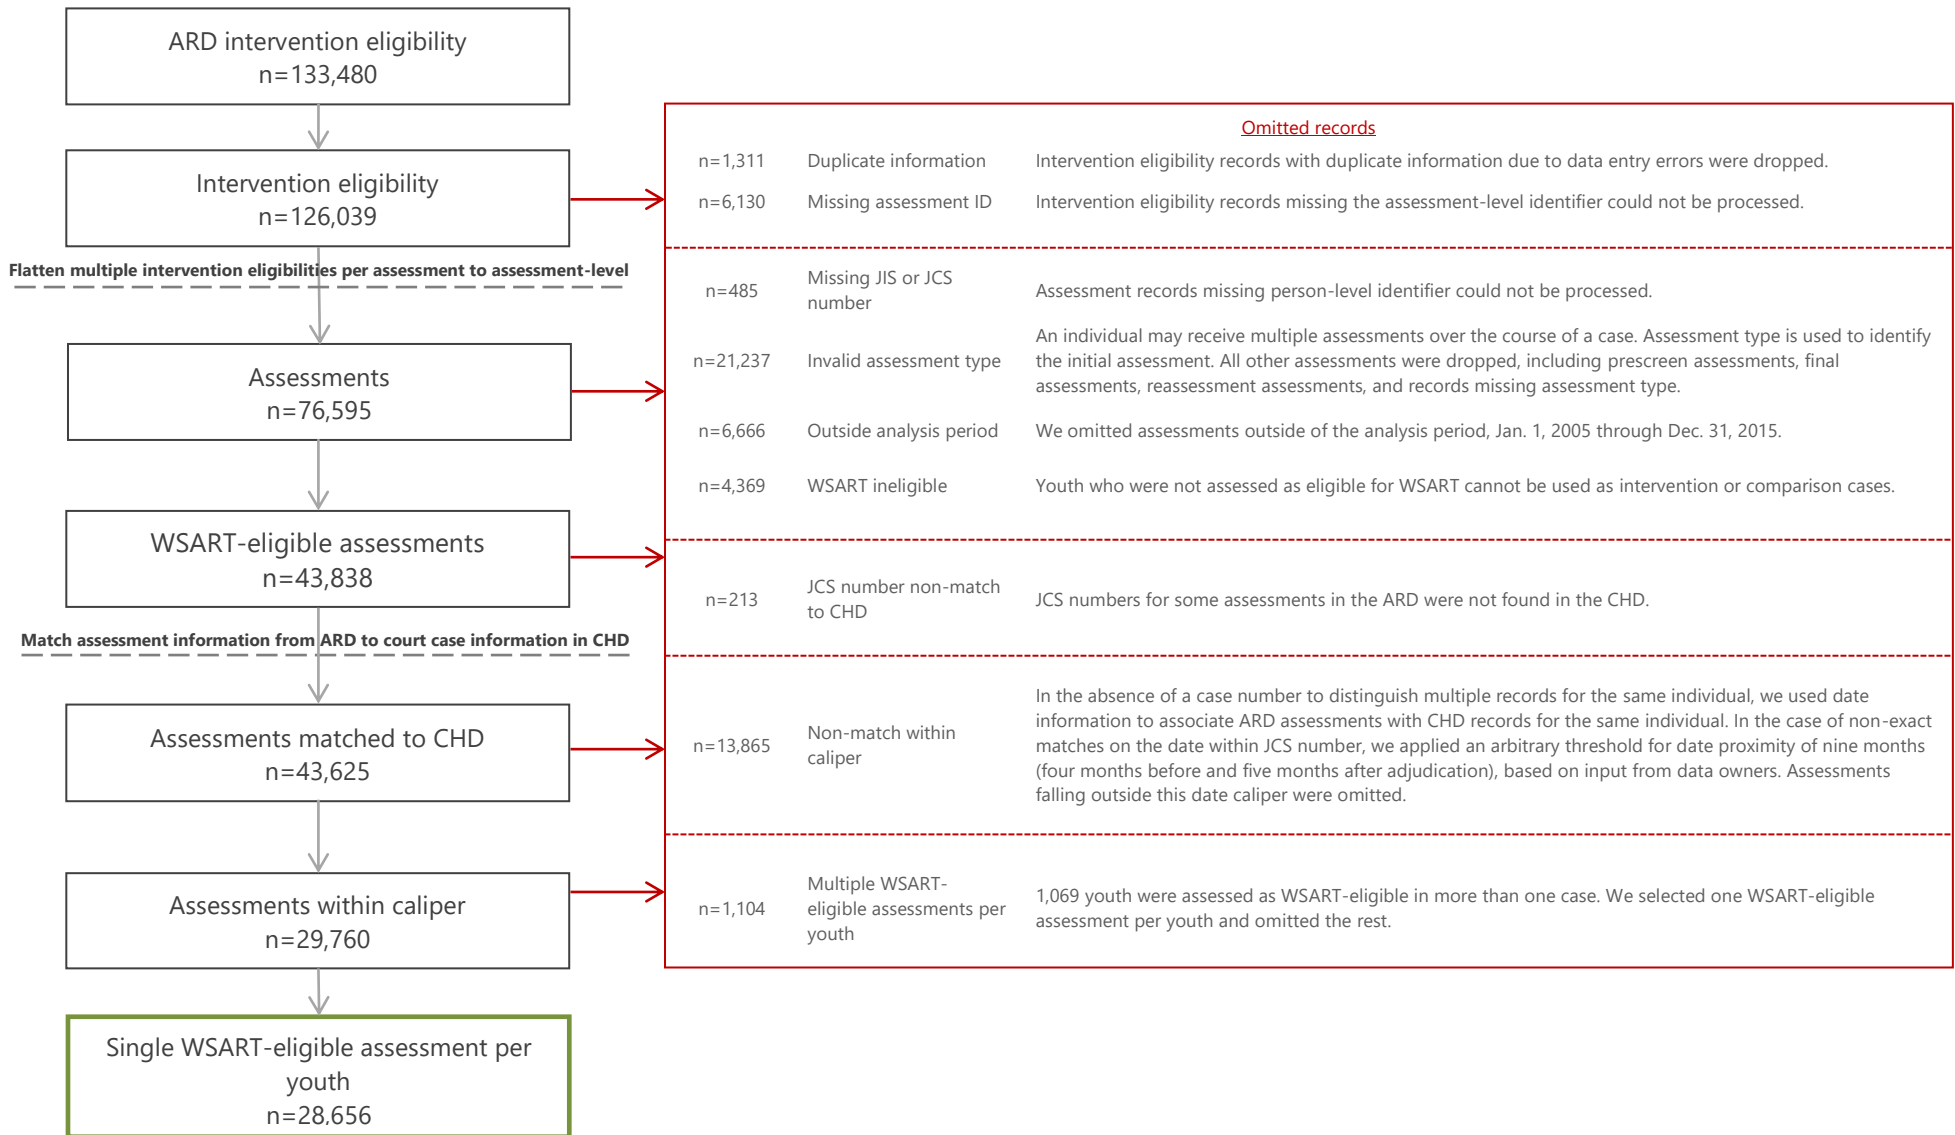 ARD intervention eligibility
n=133,480
Intervention eligibility
n=126,039
Flatten multiple intervention eligibilities per assessment to assessment-level
Assessments
n=76,595
WSART-eligible assessments
n=43,838
Match assessment information from ARD to court case information in CHD
Assessments matched to CHD
n=43,625
Assessments within caliper
n=29,760
Single WSART-eligible assessment per
youth
n=28,656
Omitted records
n=1,311 Duplicate information Intervention eligibility records with duplicate information due to data entry errors were dropped.
n=6,130 Missing assessment ID Intervention eligibility records missing the assessment-level identifier could not be processed.
n=485
Missing JIS or JCS
number
Assessment records missing person-level identifier could not be processed.
n=21,237 Invalid assessment type
An individual may receive multiple assessments over the course of a case. Assessment type is used to identify
the initial assessment. All other assessments were dropped, including prescreen assessments, final
assessments, reassessment assessments, and records missing assessment type.
n=6,666 Outside analysis period We omitted assessments outside of the analysis period, Jan. 1, 2005 through Dec. 31, 2015.
n=4,369 WSART ineligible Youth who were not assessed as eligible for WSART cannot be used as intervention or comparison cases.
n=213
JCS number non-match
to CHD
JCS numbers for some assessments in the ARD were not found in the CHD.
n=13,865
Non-match within
caliper
In the absence of a case number to distinguish multiple records for the same individual, we used date
information to associate ARD assessments with CHD records for the same individual. In the case of non-exact
matches on the date within JCS number, we applied an arbitrary threshold for date proximity of nine months
(four months before and five months after adjudication), based on input from data owners. Assessments
falling outside this date caliper were omitted.
n=1,104
Multiple WSART-
eligible assessments per
youth
1,069 youth were assessed as WSART-eligible in more than one case. We selected one WSART-eligible
assessment per youth and omitted the rest.